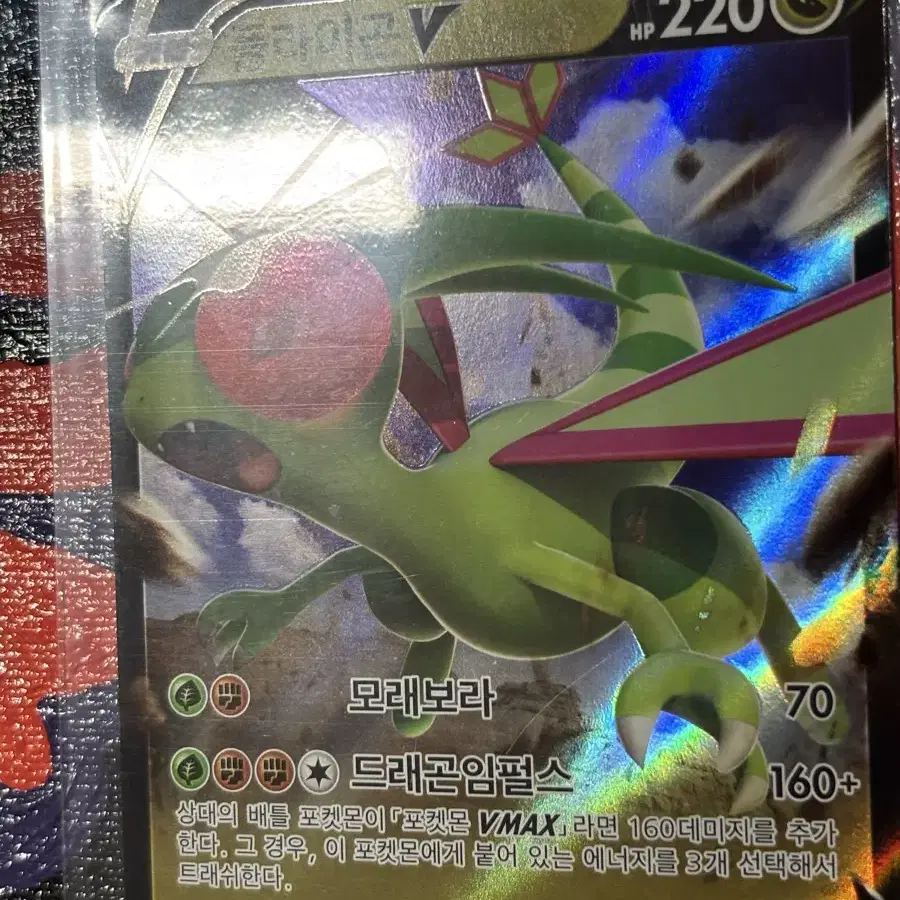 플라이곤 V HP 220
모래보라 70
드래곤임펄스 160+
상대의 배틀 포켓몬이 「포켓몬 VMAX」라면 160데미지를 추가
한다. 그 경우, 이 포켓몬에게 붙어 있는 에너지를 3개 선택해서
트래쉬한다.